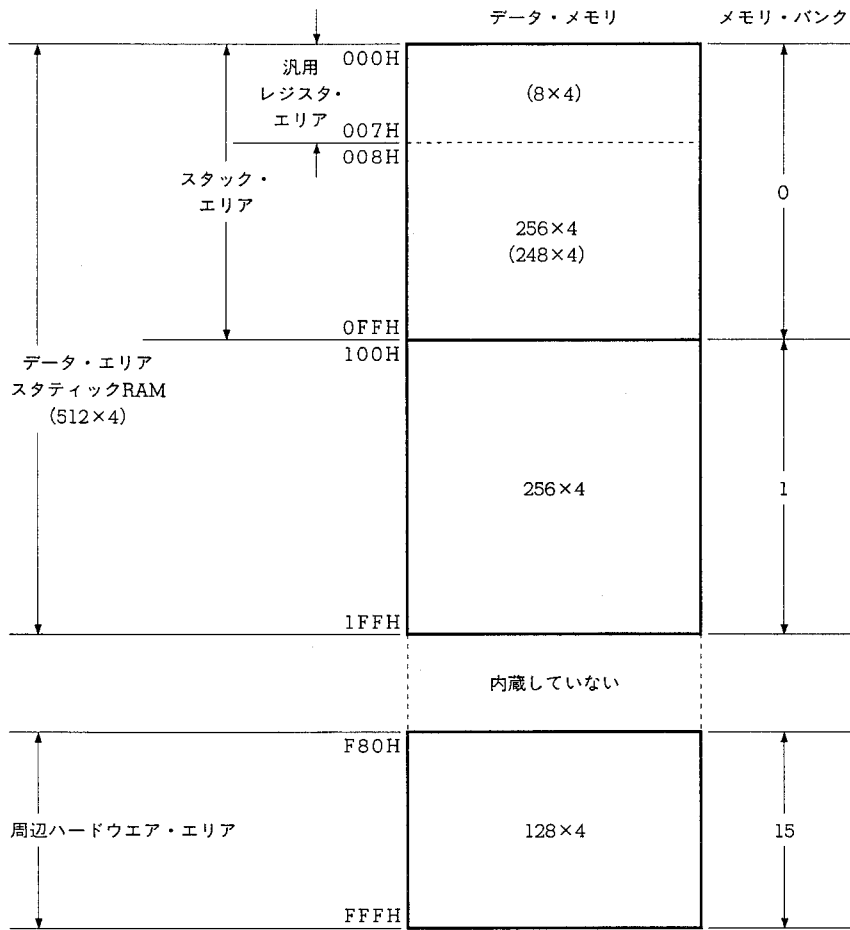 データ・メモリ
メモリ・バンク
000H
汎用
レジスタ・
エリア
(8×4)
007H
008H
スタック・
エリア
0
256×4
(248×4)
0FFH
100H
データ・エリア
スタティックRAM
(512×4)
256×4
1
1FFH
内蔵していない
F80H
周辺ハードウエア・エリア
128×4
15
FFFH